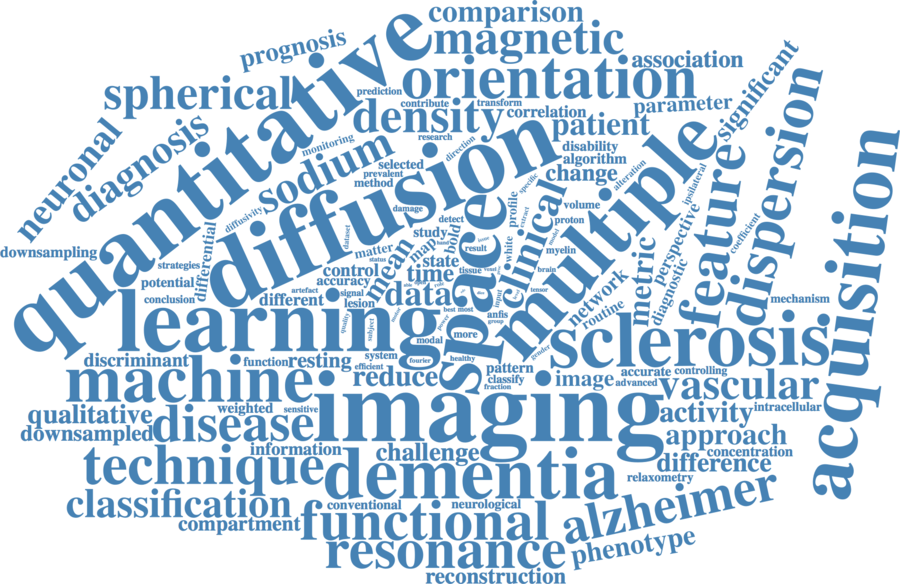 comparison
prognosis
magnetic
association
quantitative
orientation
significant
spherical
prediction
contribute
transform
correlation
parameter
density
patient
dispersion
neuronal
diagnosis
monitoring
research
direction
sodium
diffusion
multiple
disability
algorithm
selected
prevalent
method
change
alteration
ipsilateral
feature
acquisition
specific
clinical
profile
extract
volume
proton
damage
detect
diffusivity
dataset
study
bold
space
perspective
coefficient
downsampling
differential
matter
status
mean
map
result
white
model
myelin
metric
diagnostic
strategies
control
accuracy
state
time
tissue
brain
network
potential
artefact
signal
data
input
tensor
routine
conclusion
different
lesion
mechanism
learning
quality
subject
power
best
most
anfis
group
more
modal
sclerosis
gender
discriminant
function
resting
system
efficient
fourier
healthy
pattern
classify
fraction
accurate
controlling
machine
reduce
image
advanced
vascular
qualitative
weighted
sensitive
imaging
activity
intracellular
downsampled
disease
approach
information
challenge
concentration
technique
dementia
difference
relaxometry
classification
conventional
neurological
alzheimer
compartment
functional
resonance
phenotype
reconstruction